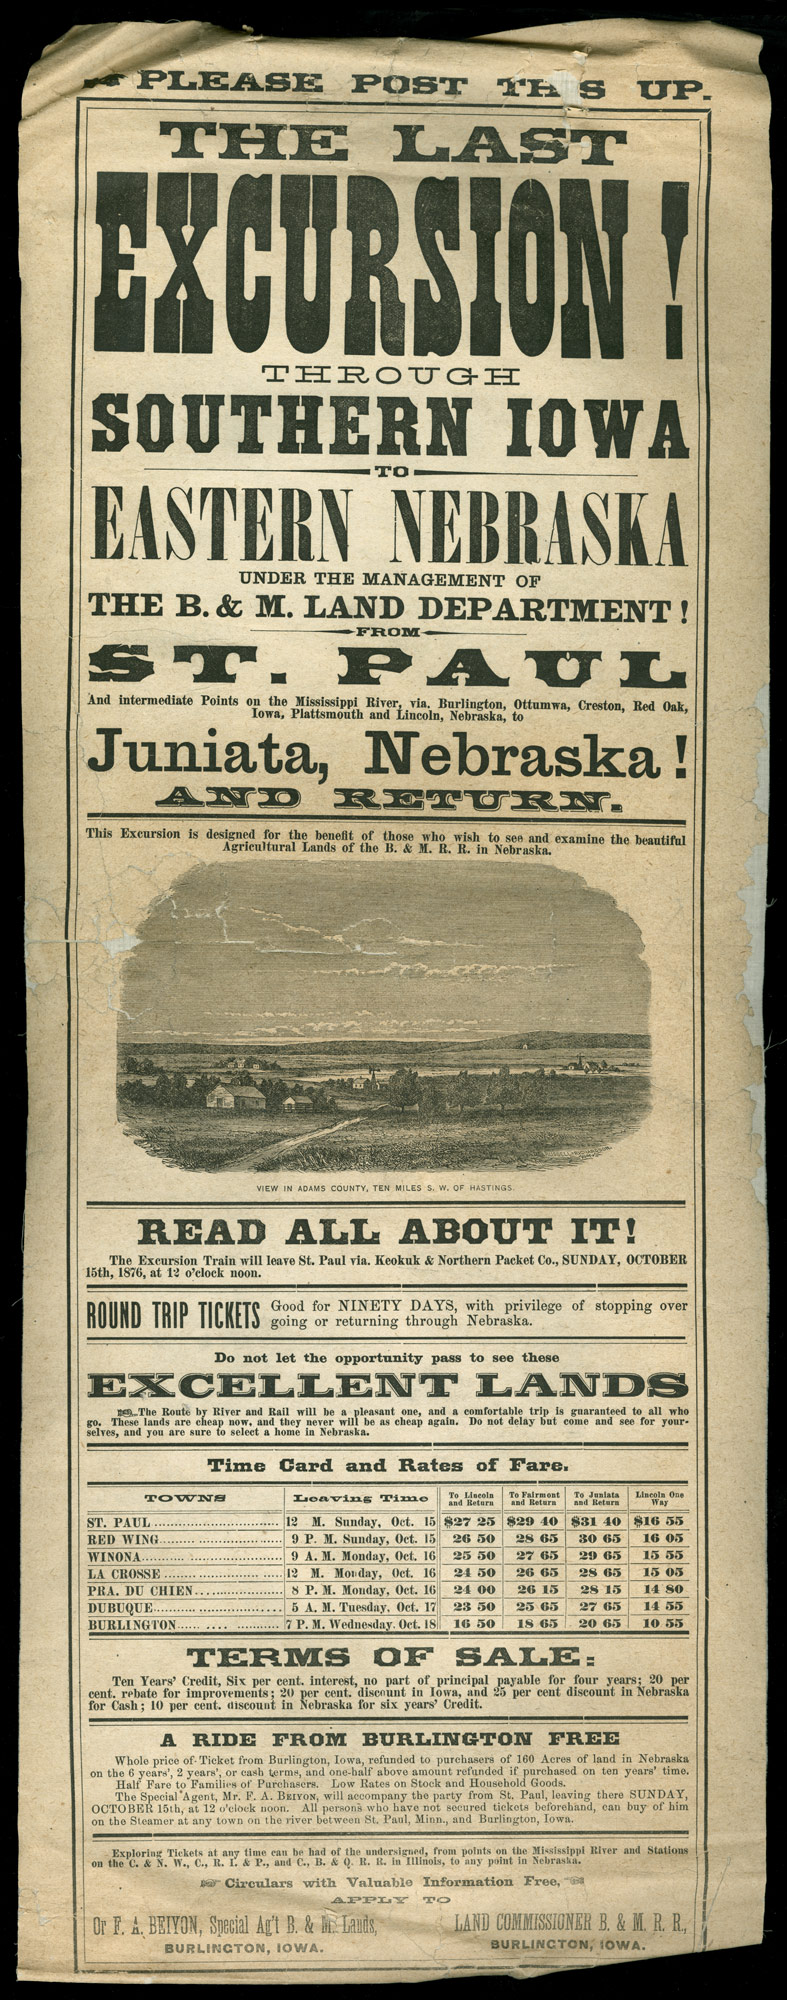 PLEASE POST THIS UP.
THE LAST
EXCURSION!
THROUGH
SOUTHERN IOWA
TO
EASTERN NEBRASKA
UNDER THE MANAGEMENT OF
THE B. & M. LAND DEPARTMENT!
FROM
ST. PAUL
And intermediate Points on the Mississippi River, via. Burlington, Ottumwa, Creston, Red Oak,
Iowa, Plattsmouth and Lincoln, Nebraska, to
Juniata, Nebraska!
AND RETURN.
This Excursion is designed for the benefit of those who wish to see and examine the beautiful
Agricultural Lands of the B. & M. R. R. in Nebraska.
VIEW IN ADAMS COUNTY, TEN MILES S. W. OF HASTINGS.
READ ALL ABOUT IT!
The Excursion Train will leave St. Paul via. Keokuk & Northern Packet Co., SUNDAY, OCTOBER
15th, 1876, at 12 o'clock noon.
ROUND TRIP TICKETS Good for NINETY DAYS, with privilege of stopping over
going or returning through Nebraska.
Do not let the opportunity pass to see these
EXCELLENT LANDS
☞The Route by River and Rail will be a pleasant one, and a comfortable trip is guaranteed to all who
go. These lands are cheap now, and they never will be as cheap again. Do not delay but come and see for your-
selves, and you are sure to select a home in Nebraska.
Time Card and Rates of Fare.
TOWNS Leaving Time To Lincoln and Return To Fairmont and Return To Juniata and Return Lincoln One Way
ST. PAUL 12 M. Sunday, Oct. 15 $27 25 $29 40 $31 40 $16 55
RED WING 9 P. M. Sunday, Oct. 15 26 50 28 65 30 65 16 05
WINONA 9 A. M. Monday, Oct. 16 25 50 27 65 29 65 15 55
LA CROSSE 12 M. Monday, Oct. 16 24 50 26 65 28 65 15 05
PRA. DU CHIEN 8 P. M. Monday, Oct. 16 24 00 26 15 28 15 14 80
DUBUQUE 5 A. M. Tuesday, Oct. 17 23 50 25 65 27 65 14 55
BURLINGTON 7 P. M. Wednesday, Oct. 18 16 50 18 65 20 65 10 55
TERMS OF SALE:
Ten Years' Credit, Six per cent. interest, no part of principal payable for four years; 20 per
cent. rebate for improvements; 20 per cent. discount in Iowa, and 25 per cent discount in Nebraska
for Cash; 10 per cent. discount in Nebraska for six years' Credit.
A RIDE FROM BURLINGTON FREE
Whole price of Ticket from Burlington, Iowa, refunded to purchasers of 160 Acres of land in Nebraska
on the 6 years', 2 years', or cash terms, and one-half above amount refunded if purchased on ten years' time.
Half Fare to Families of Purchasers. Low Rates on Stock and Household Goods.
The Special Agent, Mr. F. A. BEIYON, will accompany the party from St. Paul, leaving there SUNDAY,
OCTOBER 15th, at 12 o'clock noon. All persons who have not secured tickets beforehand, can buy of him
on the Steamer at any town on the river between St. Paul, Minn., and Burlington, Iowa.
Exploring Tickets at any time can be had of the undersigned, from points on the Mississippi River and Stations
on the C. & N. W., C., R. I. & P., and C., B. & Q. R. R. in Illinois, to any point in Nebraska.
☞ Circulars with Valuable Information Free. ☜
APPLY TO
Or F. A. BEIYON, Special Ag't B. & M. Lands,
BURLINGTON, IOWA.
LAND COMMISSIONER B. & M. R. R.,
BURLINGTON, IOWA.